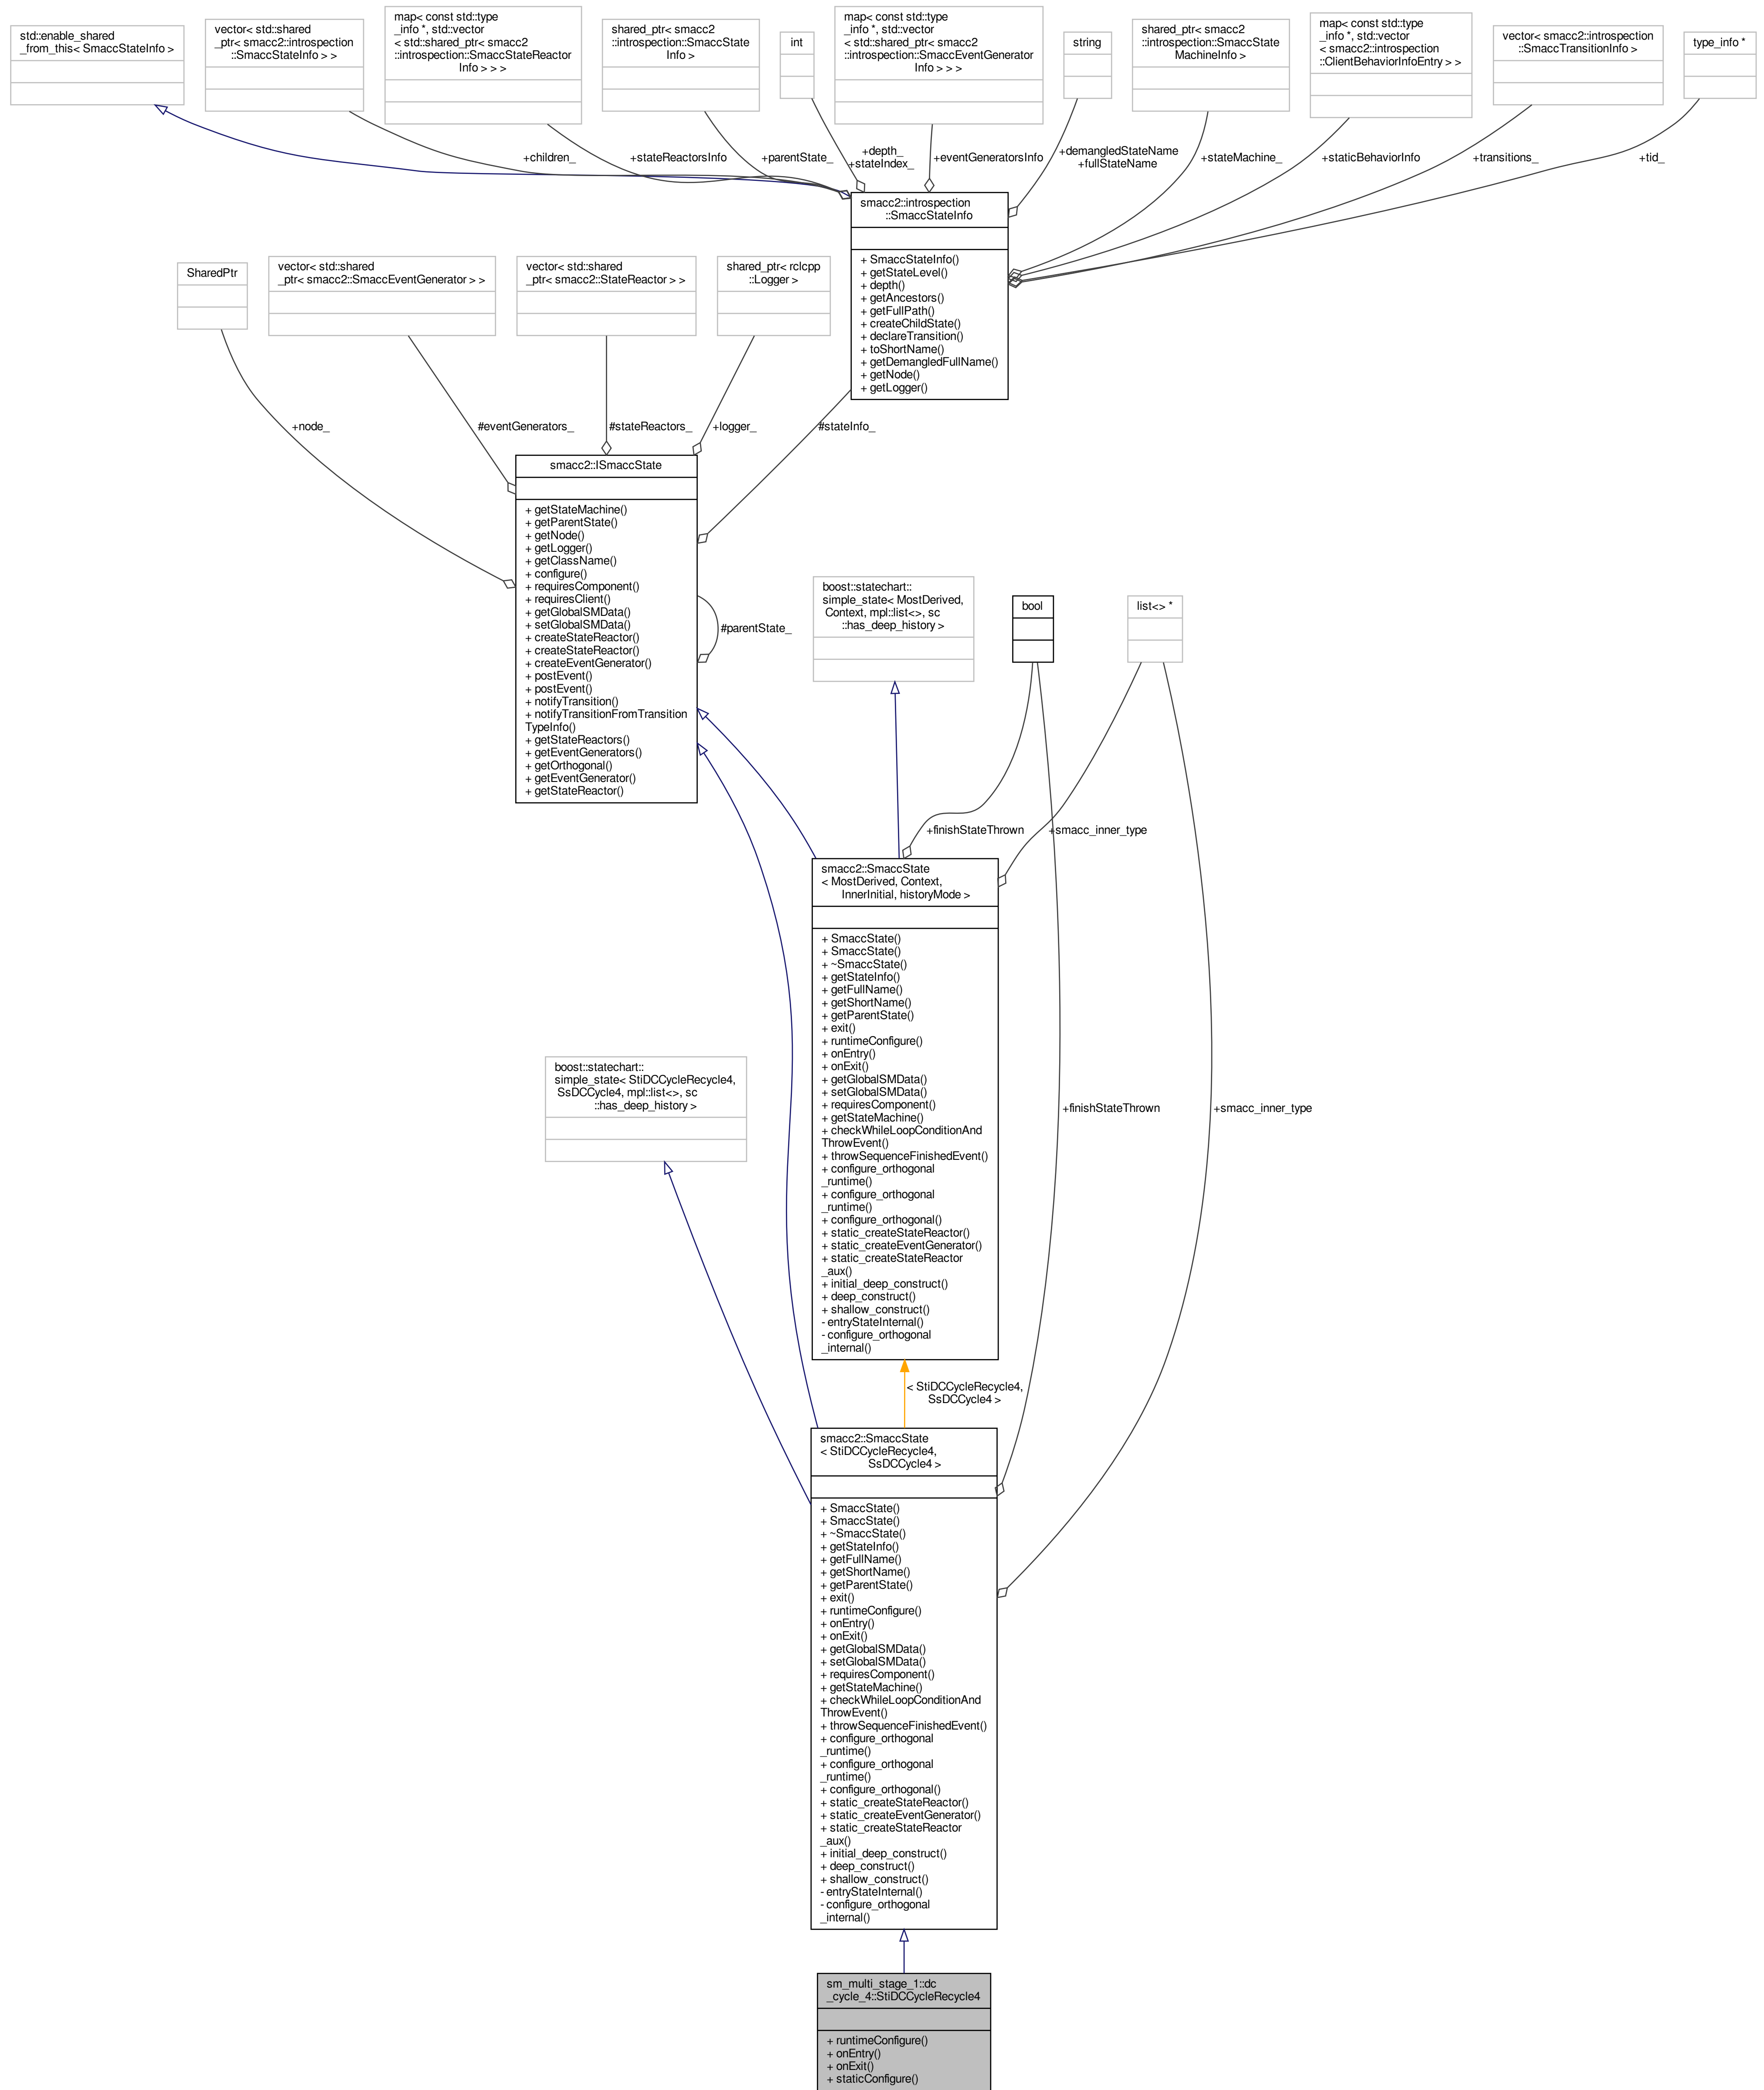 std::enable_shared
_from_this< SmaccStateInfo >
vector< std::shared
_ptr< smacc2::introspection
::SmaccStateInfo > >
map< const std::type
_info *, std::vector
< std::shared_ptr< smacc2
::introspection::SmaccStateReactor
Info > > >
shared_ptr< smacc2
::introspection::SmaccState
Info >
int
map< const std::type
_info *, std::vector
< std::shared_ptr< smacc2
::introspection::SmaccEventGenerator
Info > > >
string
shared_ptr< smacc2
::introspection::SmaccState
MachineInfo >
map< const std::type
_info *, std::vector
< smacc2::introspection
::ClientBehaviorInfoEntry > >
vector< smacc2::introspection
::SmaccTransitionInfo >
type_info *
+children_
+stateReactorsInfo
+parentState_
+depth_
+stateIndex_
+eventGeneratorsInfo
+demangledStateName
+fullStateName
+stateMachine_
+staticBehaviorInfo
+transitions_
+tid_
smacc2::introspection
::SmaccStateInfo
+ SmaccStateInfo()
+ getStateLevel()
+ depth()
+ getAncestors()
+ getFullPath()
+ createChildState()
+ declareTransition()
+ toShortName()
+ getDemangledFullName()
+ getNode()
+ getLogger()
SharedPtr
vector< std::shared
_ptr< smacc2::SmaccEventGenerator > >
vector< std::shared
_ptr< smacc2::StateReactor > >
shared_ptr< rclcpp
::Logger >
+node_
#eventGenerators_
#stateReactors_
+logger_
#stateInfo_
smacc2::ISmaccState
+ getStateMachine()
+ getParentState()
+ getNode()
+ getLogger()
+ getClassName()
+ configure()
+ requiresComponent()
+ requiresClient()
+ getGlobalSMData()
+ setGlobalSMData()
+ createStateReactor()
+ createStateReactor()
+ createEventGenerator()
+ postEvent()
+ postEvent()
+ notifyTransition()
+ notifyTransitionFromTransition
TypeInfo()
+ getStateReactors()
+ getEventGenerators()
+ getOrthogonal()
+ getEventGenerator()
+ getStateReactor()
#parentState_
boost::statechart::
simple_state< MostDerived,
Context, mpl::list<>, sc
::has_deep_history >
bool
list<> *
+finishStateThrown
+smacc_inner_type
smacc2::SmaccState
< MostDerived, Context,
InnerInitial, historyMode >
+ SmaccState()
+ SmaccState()
+ ~SmaccState()
+ getStateInfo()
+ getFullName()
+ getShortName()
+ getParentState()
+ exit()
+ runtimeConfigure()
+ onEntry()
+ onExit()
+ getGlobalSMData()
+ setGlobalSMData()
+ requiresComponent()
+ getStateMachine()
+ checkWhileLoopConditionAnd
ThrowEvent()
+ throwSequenceFinishedEvent()
+ configure_orthogonal
_runtime()
+ configure_orthogonal
_runtime()
+ configure_orthogonal()
+ static_createStateReactor()
+ static_createEventGenerator()
+ static_createStateReactor
_aux()
+ initial_deep_construct()
+ deep_construct()
+ shallow_construct()
- entryStateInternal()
- configure_orthogonal
_internal()
boost::statechart::
simple_state< StiDCCycleRecycle4,
SsDCCycle4, mpl::list<>, sc
::has_deep_history >
+finishStateThrown
+smacc_inner_type
< StiDCCycleRecycle4,
SsDCCycle4 >
smacc2::SmaccState
< StiDCCycleRecycle4,
SsDCCycle4 >
+ SmaccState()
+ SmaccState()
+ ~SmaccState()
+ getStateInfo()
+ getFullName()
+ getShortName()
+ getParentState()
+ exit()
+ runtimeConfigure()
+ onEntry()
+ onExit()
+ getGlobalSMData()
+ setGlobalSMData()
+ requiresComponent()
+ getStateMachine()
+ checkWhileLoopConditionAnd
ThrowEvent()
+ throwSequenceFinishedEvent()
+ configure_orthogonal
_runtime()
+ configure_orthogonal
_runtime()
+ configure_orthogonal()
+ static_createStateReactor()
+ static_createEventGenerator()
+ static_createStateReactor
_aux()
+ initial_deep_construct()
+ deep_construct()
+ shallow_construct()
- entryStateInternal()
- configure_orthogonal
_internal()
sm_multi_stage_1::dc
_cycle_4::StiDCCycleRecycle4
+ runtimeConfigure()
+ onEntry()
+ onExit()
+ staticConfigure()